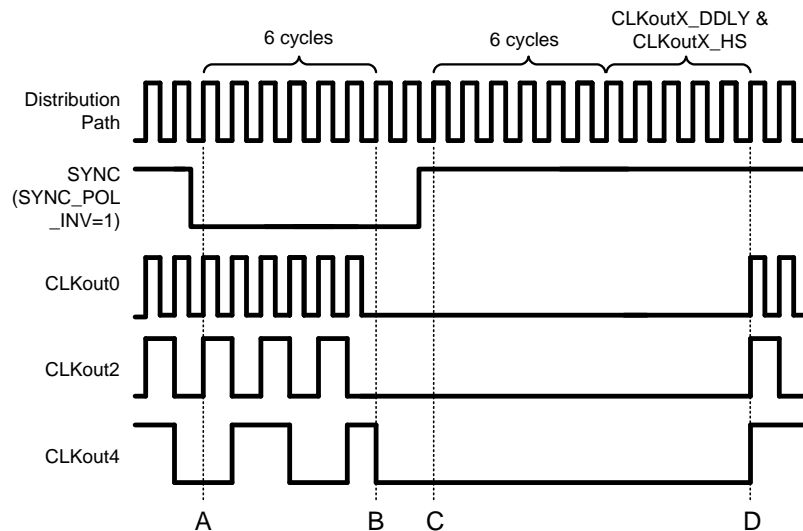 CLKoutX_DDLY &
CLKoutX_HS
6 cycles
6 cycles
Distribution
Path
SYNC
(SYNC_POL
_INV=1)
CLKout0
CLKout2
CLKout4
A
B
C
D